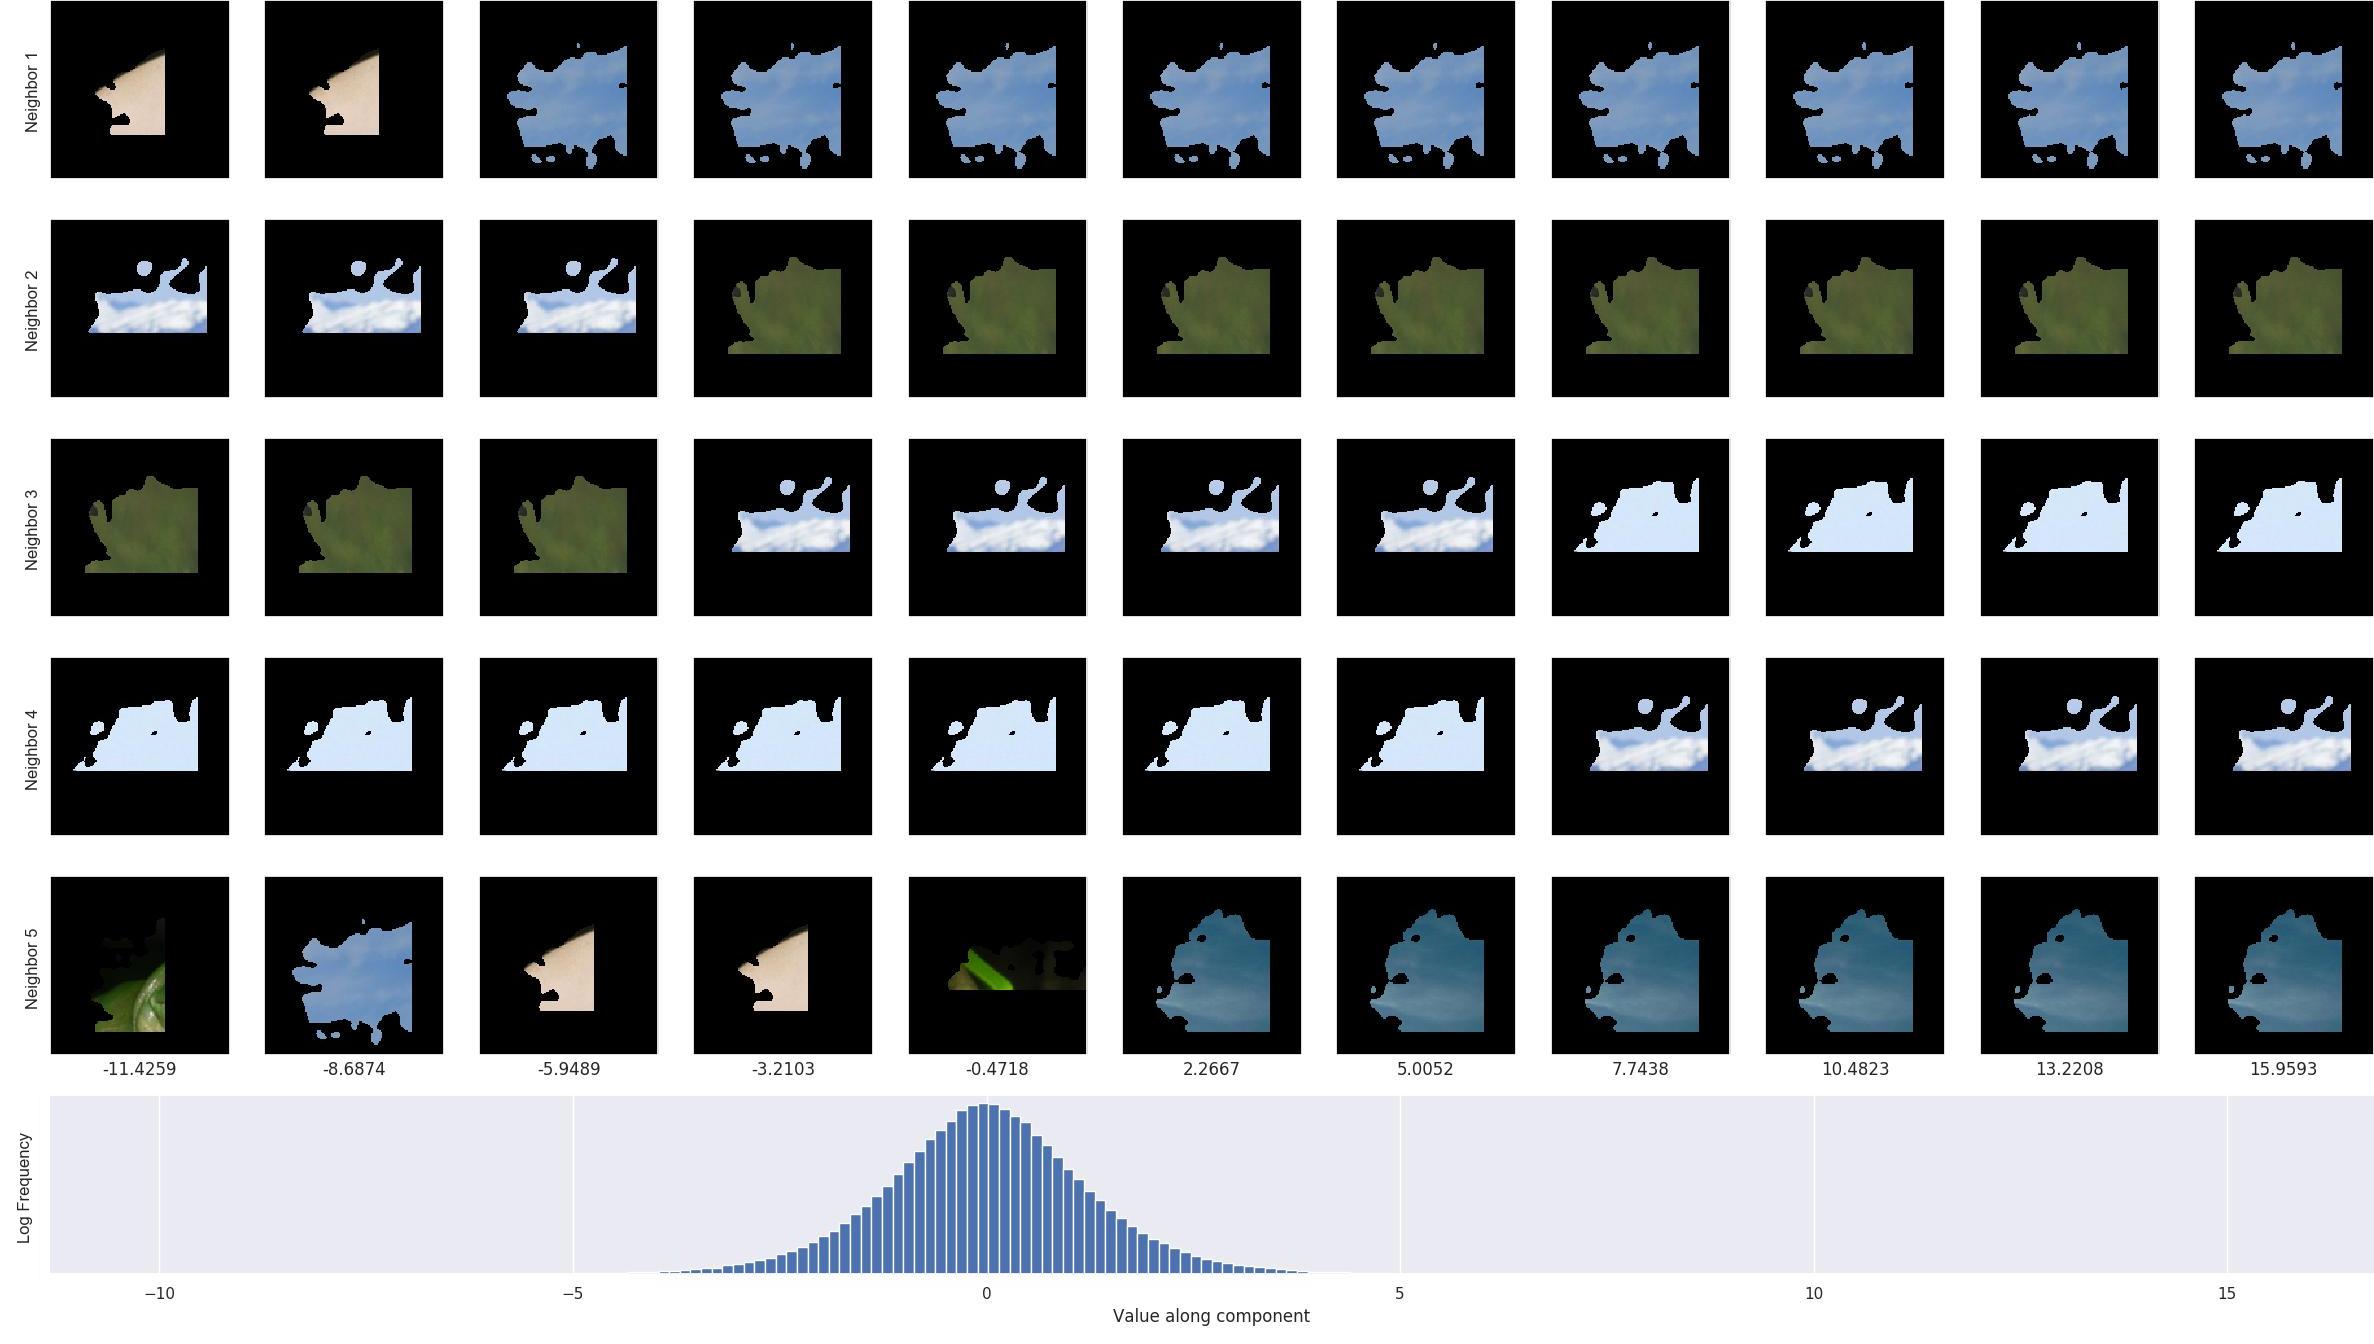 Neighbor 1
Neighbor 2
Neighbor 3
Neighbor 4
Neighbor 5
-11.4259 -8.6874 -5.9489 -3.2103 -0.4718 2.2667 5.0052 7.7438 10.4823 13.2208 15.9593
Log Frequency
−10 −5 0 5 10 15
Value along component